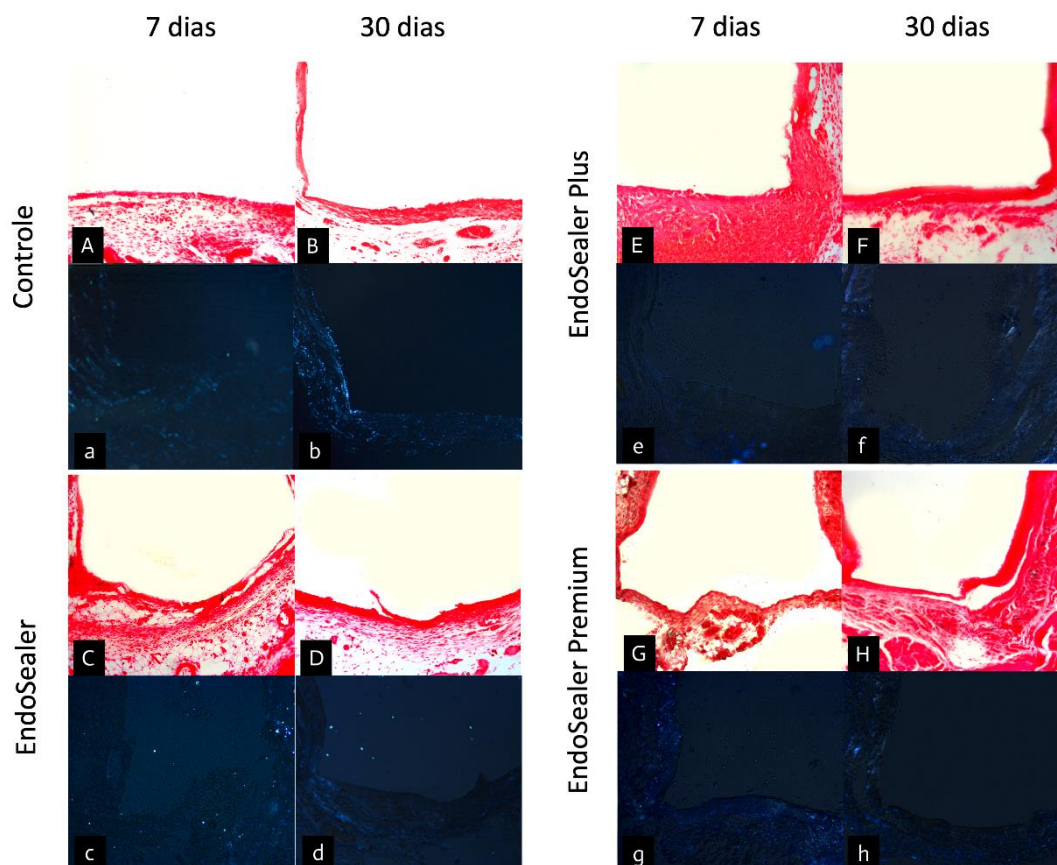 7 dias
30 dias
7 dias
30 dias
Controle
A
B
a
b
EndoSealer
C
D
c
d
EndoSealer Plus
E
F
e
f
EndoSealer Premium
G
H
g
h